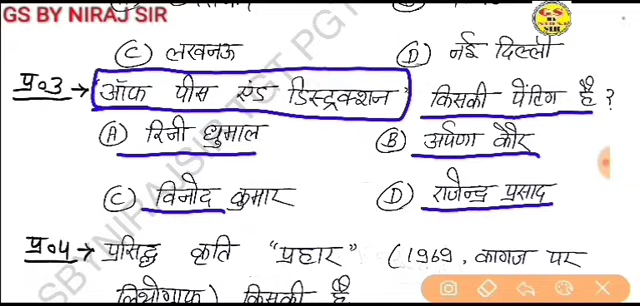 GS BY NIRAJ SIR
(C) लखनऊ (D) नई दिल्ली
प्र०3→ "ऑफ पीस एंड डिस्ट्रक्शन" किसकी पेंटिंग है?
(A) रिनी धुमाल (B) अर्पणा कौर
(C) विनोद कुमार (D) राजेन्द्र प्रसाद
प्र०4→ प्रसिद्ध कृति "प्रहार" (1969, कागज पर
लिथोग्राफ) किसकी है